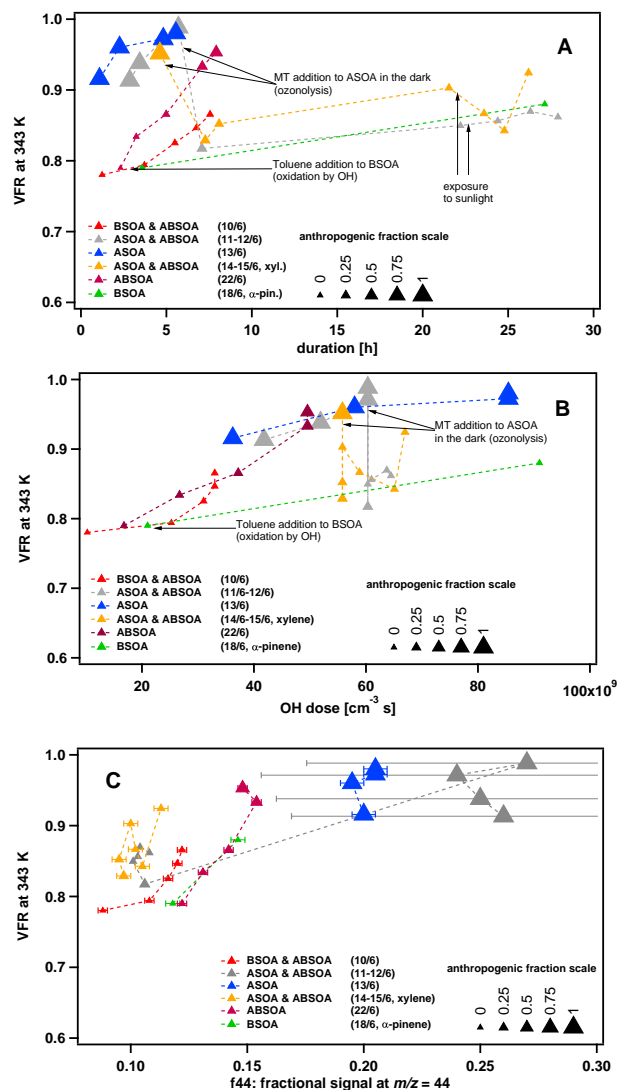 A
1.0
0.9
0.8
0.7
0.6
VFR at 343 K
MT addition to ASOA in the dark
(ozonolysis)
Toluene addition to BSOA
(oxidation by OH)
exposure
to sunlight
BSOA & ABSOA (10/6)
ASOA & ABSOA (11-12/6)
ASOA (13/6)
ASOA & ABSOA (14-15/6, xyl.)
ABSOA (22/6)
BSOA (18/6, α-pin.)
anthropogenic fraction scale
0 0.25 0.5 0.75 1
0 5 10 15 20 25 30
duration [h]
B
1.0
0.9
0.8
0.7
0.6
VFR at 343 K
MT addition to ASOA
in the dark (ozonolysis)
Toluene addition to BSOA
(oxidation by OH)
BSOA & ABSOA (10/6)
ASOA & ABSOA (11/6-12/6)
ASOA (13/6)
ASOA & ABSOA (14/6-15/6, xylene)
ABSOA (22/6)
BSOA (18/6, α-pinene)
anthropogenic fraction scale
0 0.25 0.5 0.75 1
20 40 60 80 100x10⁹
OH dose [cm⁻³ s]
C
1.0
0.9
0.8
0.7
0.6
VFR at 343 K
BSOA & ABSOA (10/6)
ASOA & ABSOA (11-12/6)
ASOA (13/6)
ASOA & ABSOA (14-15/6, xylene)
ABSOA (22/6)
BSOA (18/6, α-pinene)
anthropogenic fraction scale
0 0.25 0.5 0.75 1
0.10 0.15 0.20 0.25 0.30
f44: fractional signal at m/z = 44